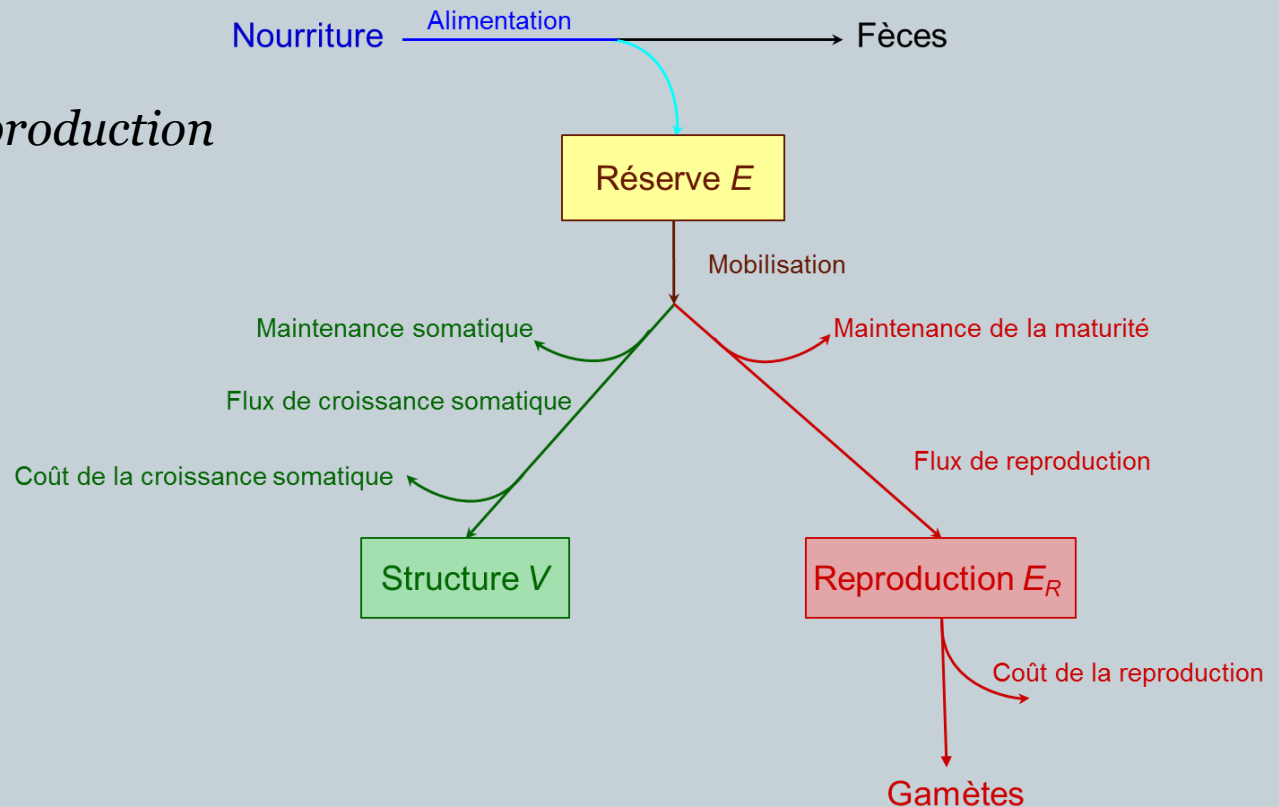 Alimentation
Nourriture
Fèces
Réserve E
Mobilisation
Maintenance somatique
Maintenance de la maturité
Flux de croissance somatique
Flux de reproduction
Coût de la croissance somatique
Structure V
Reproduction E_R
Coût de la reproduction
Gamètes